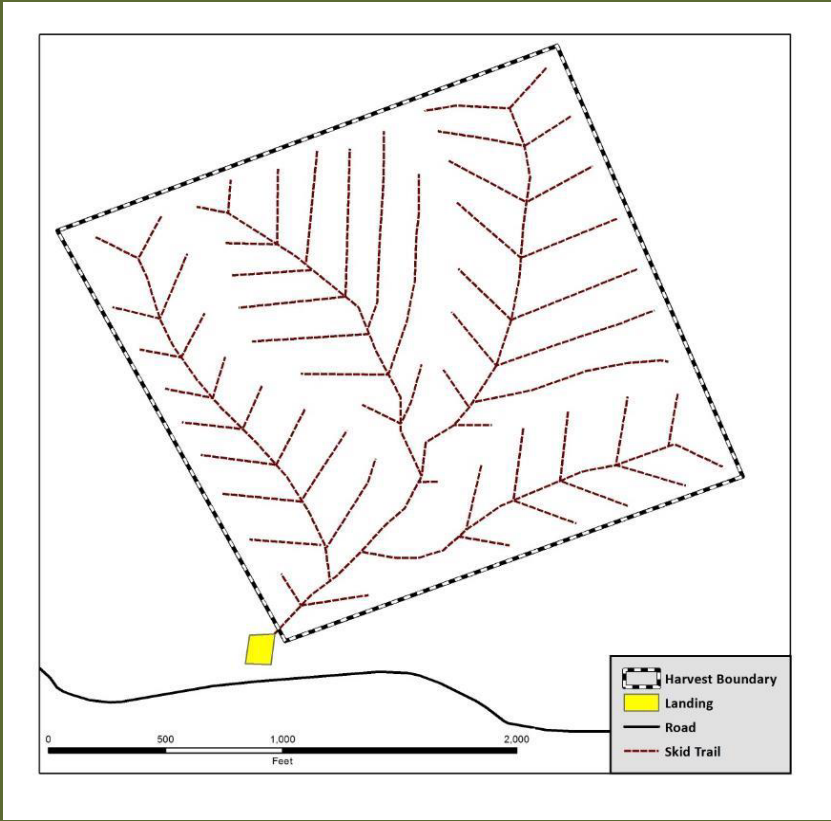 Harvest Boundary
Landing
Road
Skid Trail
0 500 1,000 2,000
Feet